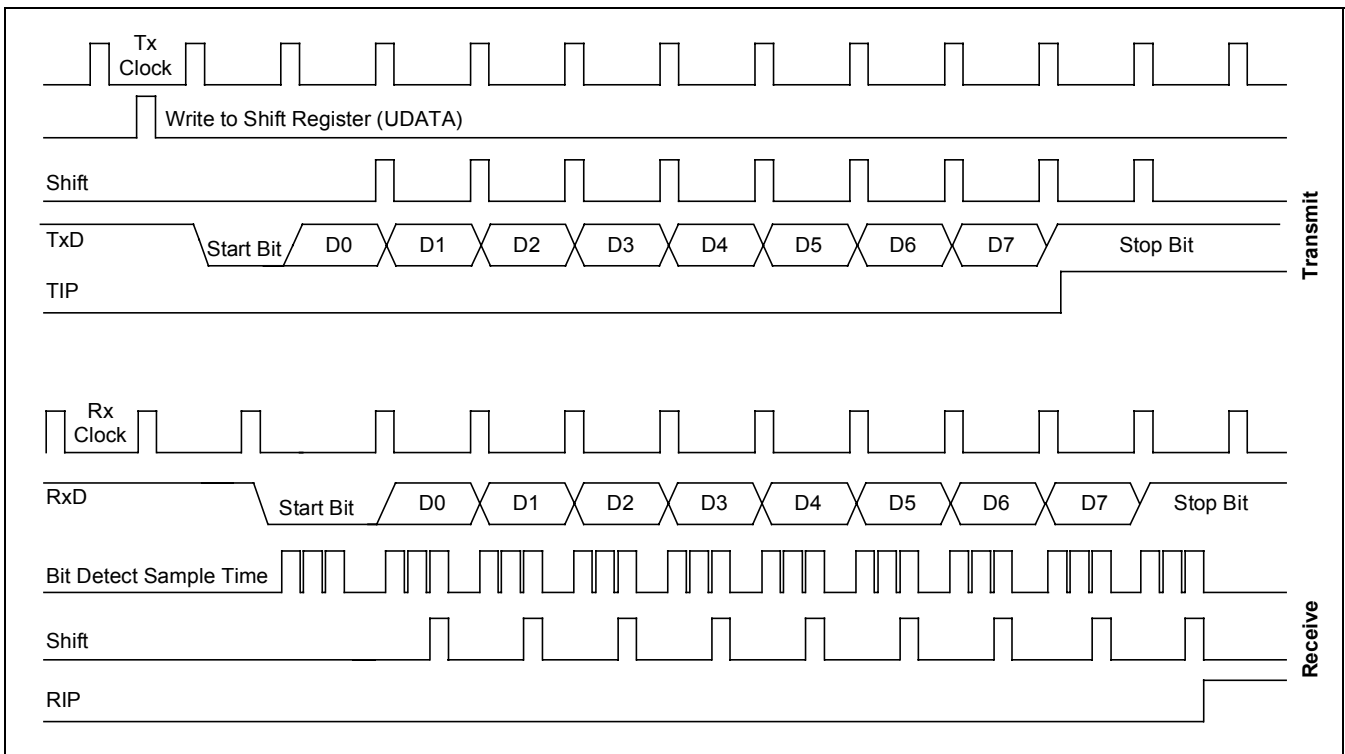 Tx
Clock
Write to Shift Register (UDATA)
Shift
TxD
Start Bit
D0
D1
D2
D3
D4
D5
D6
D7
Stop Bit
TIP
Transmit
Rx
Clock
RxD
Start Bit
D0
D1
D2
D3
D4
D5
D6
D7
Stop Bit
Bit Detect Sample Time
Shift
RIP
Receive